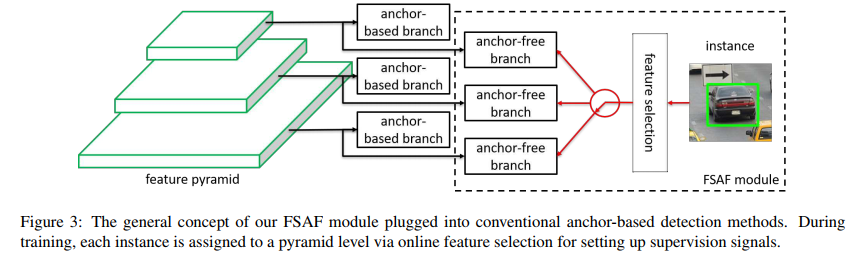 anchor-
based branch
anchor-free
branch
anchor-
based branch
anchor-free
branch
anchor-
based branch
anchor-free
branch
feature selection
instance
feature pyramid
FSAF module
Figure 3: The general concept of our FSAF module plugged into conventional anchor-based detection methods. During
training, each instance is assigned to a pyramid level via online feature selection for setting up supervision signals.